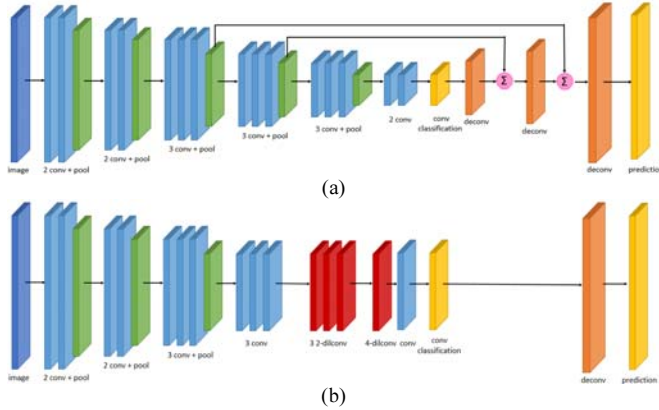 Σ Σ
image 2 conv + pool 2 conv + pool 3 conv + pool 3 conv + pool 3 conv + pool 2 conv conv
classification deconv deconv deconv prediction
(a)
image 2 conv + pool 2 conv + pool 3 conv + pool 3 conv 3 2-dilconv 4-dilconv conv conv
classification deconv prediction
(b)